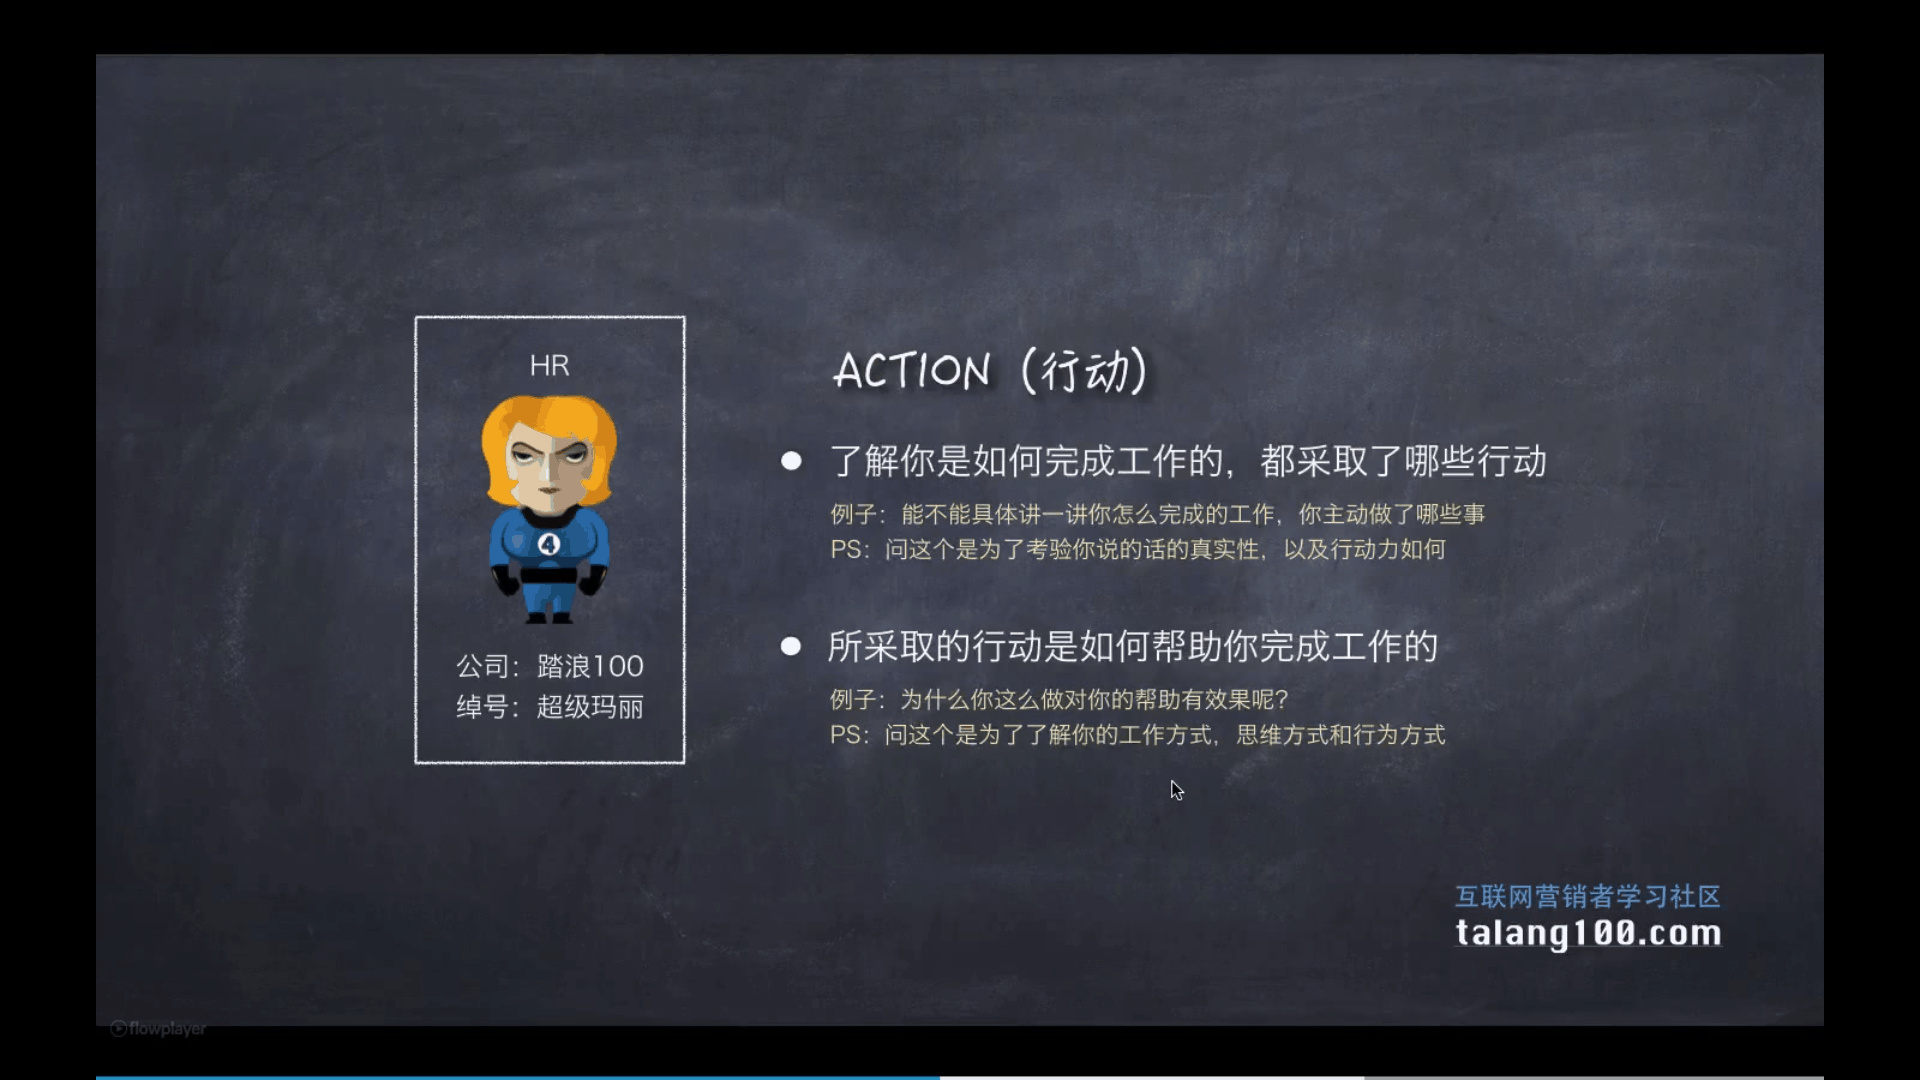 HR
4
公司：踏浪100
绰号：超级玛丽
ACTION（行动）
了解你是如何完成工作的，都采取了哪些行动
例子：能不能具体讲一讲你怎么完成的工作，你主动做了哪些事
PS：问这个是为了考验你说的话的真实性，以及行动力如何
所采取的行动是如何帮助你完成工作的
例子：为什么你这么做对你的帮助有效果呢？
PS：问这个是为了了解你的工作方式，思维方式和行为方式
互联网营销者学习社区
talang100.com
flowplayer